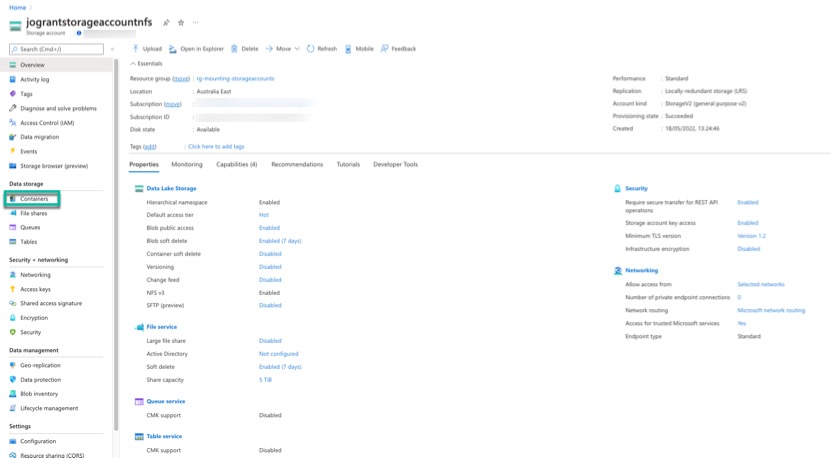 Home >
jograntstorageaccountnfs
Storage account
Search (Cmd+/)
Upload
Open in Explorer
Delete
Move
Refresh
Mobile
Feedback
Overview
Activity log
Tags
Diagnose and solve problems
Access Control (IAM)
Data migration
Events
Storage browser (preview)
Data storage
Containers
File shares
Queues
Tables
Security + networking
Networking
Access keys
Shared access signature
Encryption
Security
Data management
Geo-replication
Data protection
Blob inventory
Lifecycle management
Settings
Configuration
Resource sharing (CORS)
Essentials
Resource group (move) : rg-mounting-storageaccounts
Location : Australia East
Subscription (move) :
Subscription ID :
Disk state : Available
Tags (edit) : Click here to add tags
Performance : Standard
Replication : Locally-redundant storage (LRS)
Account kind : StorageV2 (general purpose v2)
Provisioning state : Succeeded
Created : 18/05/2022, 13:24:46
Properties
Monitoring
Capabilities (4)
Recommendations
Tutorials
Developer Tools
Data Lake Storage
Hierarchical namespace Enabled
Default access tier Hot
Blob public access Enabled
Blob soft delete Enabled (7 days)
Container soft delete Disabled
Versioning Disabled
Change feed Disabled
NFS v3 Enabled
SFTP (preview) Disabled
File service
Large file share Disabled
Active Directory Not configured
Soft delete Enabled (7 days)
Share capacity 5 TiB
Queue service
CMK support Disabled
Table service
CMK support Disabled
Security
Require secure transfer for REST API Enabled
operations
Storage account key access Enabled
Minimum TLS version Version 1.2
Infrastructure encryption Disabled
Networking
Allow access from Selected networks
Number of private endpoint connections 0
Network routing Microsoft network routing
Access for trusted Microsoft services Yes
Endpoint type Standard